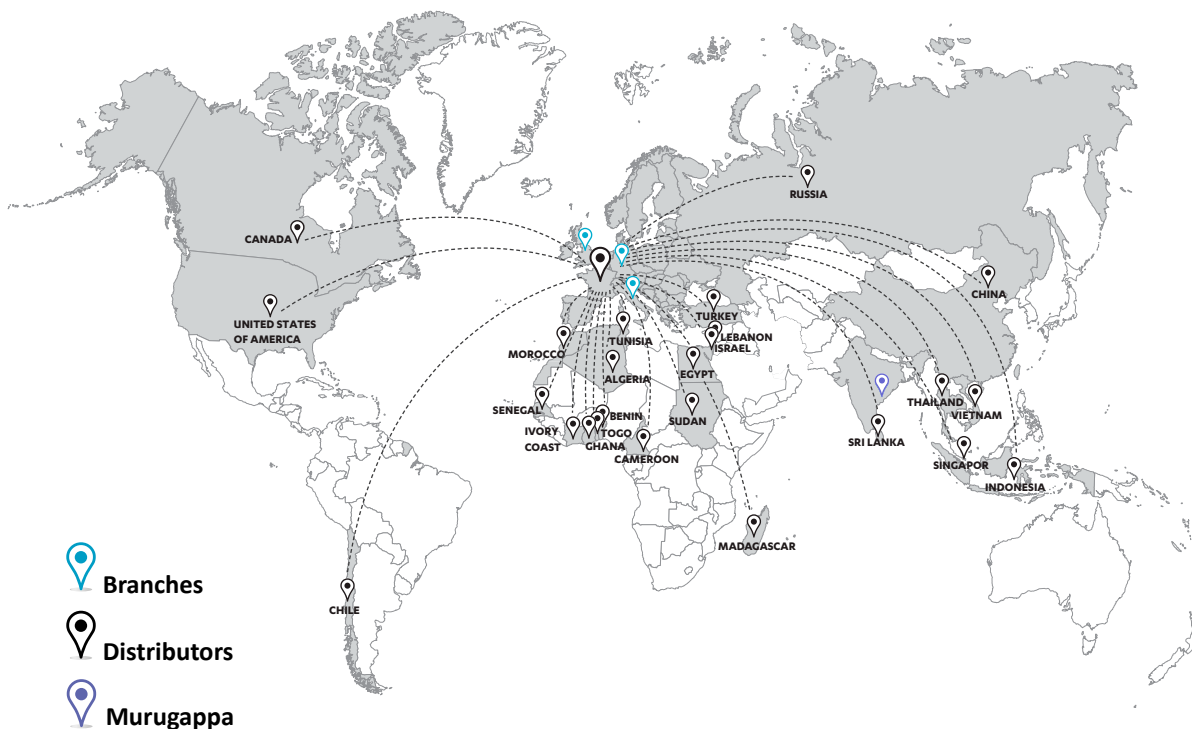 RUSSIA
CANADA
CHINA
UNITED STATES
OF AMERICA
TURKEY
TUNISIA
LEBANON
ISRAEL
MOROCCO
EGYPT
ALGERIA
THAILAND
SENEGAL
BENIN
SUDAN
VIETNAM
IVORY
COAST
TOGO
GHANA
SRI LANKA
CAMEROON
SINGAPOR
INDONESIA
MADAGASCAR
CHILE
Branches
Distributors
Murugappa